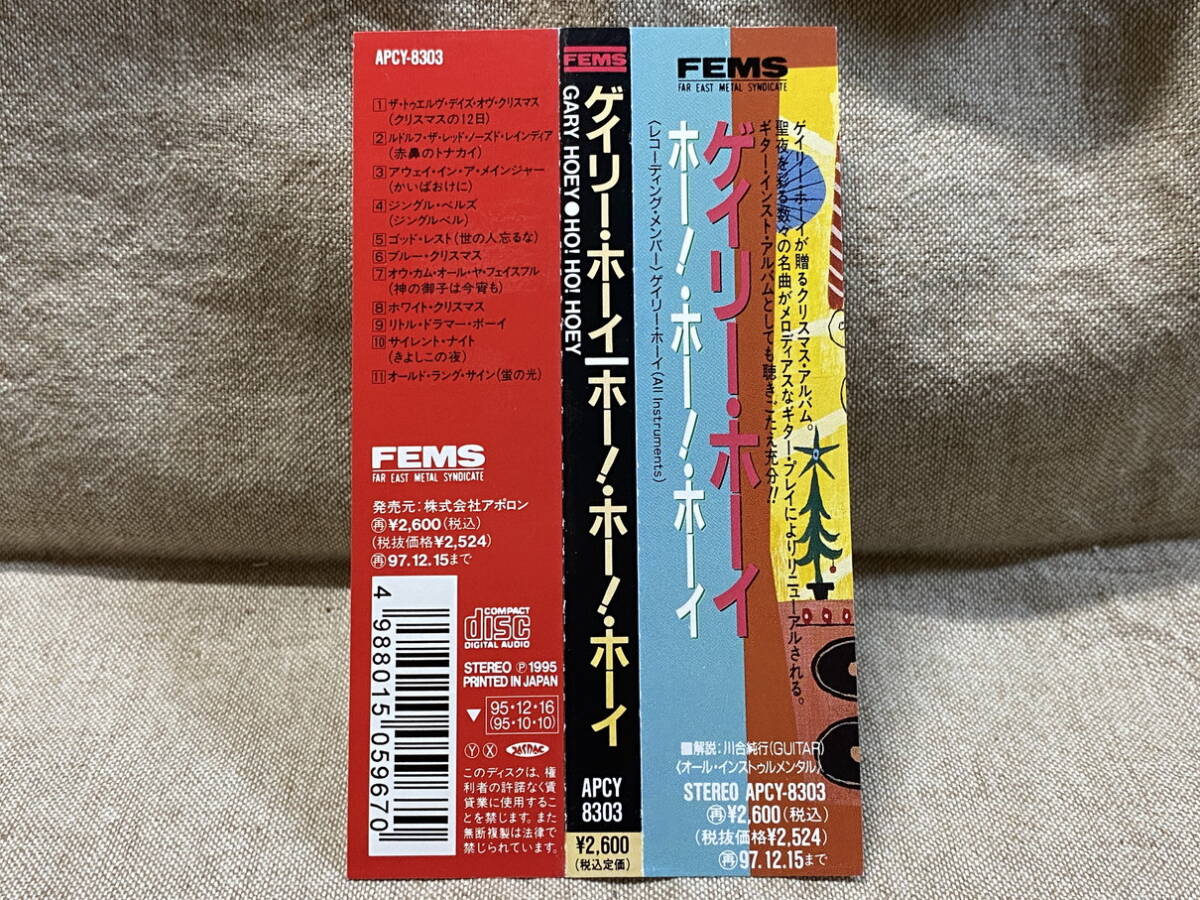 APCY-8303
1 ザ・トゥエルヴ・デイズ・オヴ・クリスマス
(クリスマスの12日)
2 ルドルフ・ザ・レッド・ノーズド・レインディア
(赤鼻のトナカイ)
3 アウェイ・イン・ア・メインジャー
(かいばおけに)
4 ジングル・ベルズ
(ジングルベル)
5 ゴッド・レスト(世の人忘るな)
6 ブルー・クリスマス
7 オウ・カム・オール・ヤ・フェイスフル
(神の御子は今宵も)
8 ホワイト・クリスマス
9 リトル・ドラマー・ボーイ
10 サイレント・ナイト
(きよしこの夜)
11 オールド・ラング・サイン(蛍の光)
FEMS
FAR EAST METAL SYNDICATE
発売元:株式会社アポロン
再¥2,600(税込)
(税抜価格¥2,524)
再97.12.15まで
4988015059670
COMPACT
disc
DIGITAL AUDIO
STEREO Ⓟ1995
PRINTED IN JAPAN
▼ 95・12・16
(95・10・10)
Ⓨ Ⓧ JASRAC
このディスクは、権
利者の許諾なく賃
貸業に使用するこ
とを禁じます。また
無断複製は法律で
禁じられています。
FEMS
ゲイリー・ホーイ|ホー!・ホー!・ホーイ
GARY HOEY●HO! HO! HOEY
APCY
8303
¥2,600
(税込定価)
FEMS
FAR EAST METAL SYNDICATE
ゲイリー・ホーイが贈るクリスマス・アルバム。
聖夜を彩る数々の名曲がメロディアスなギター・プレイによりリニューアルされる。
ギター・インスト・アルバムとしても聴きごたえ充分!!
ゲイリー・ホーイ
ホー!・ホー!・ホーイ
〈レコーディング・メンバー〉ゲイリー・ホーイ(All Instruments)
■解説:川合純行(GUITAR)
〈オール・インストゥルメンタル〉
STEREO APCY-8303
再¥2,600(税込)
(税抜価格¥2,524)
再97.12.15まで